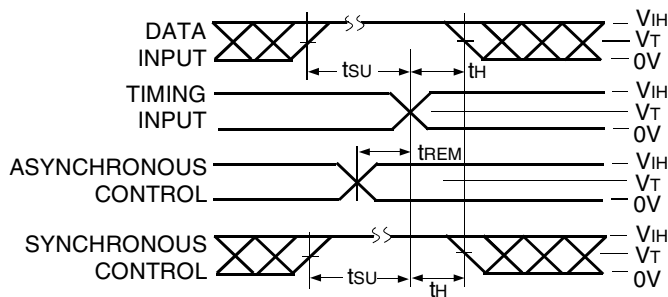 DATA
INPUT
tSU
tH
VIH
VT
0V
TIMING
INPUT
VIH
VT
0V
tREM
ASYNCHRONOUS
CONTROL
VIH
VT
0V
SYNCHRONOUS
CONTROL
tSU
tH
VIH
VT
0V